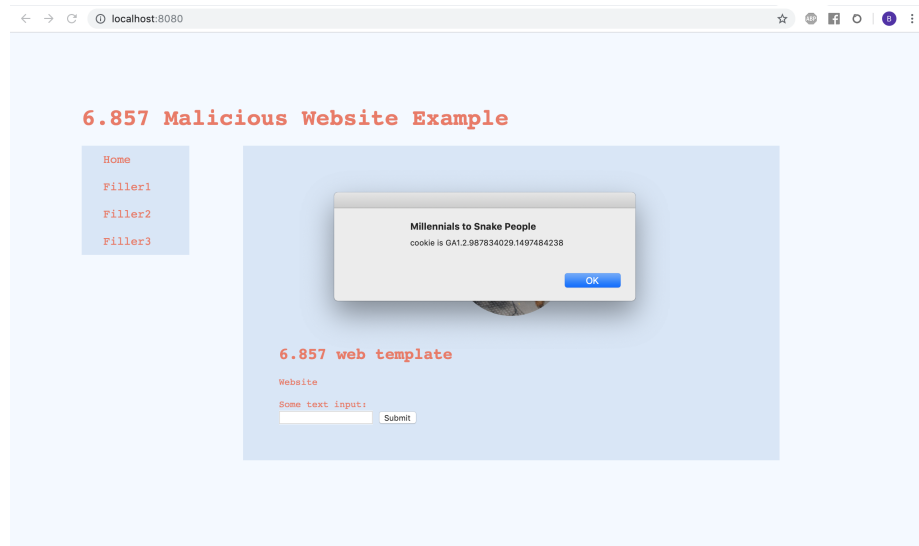 localhost:8080
ABP
B
6.857 Malicious Website Example
Home
Filler1
Filler2
Filler3
Millennials to Snake People
cookie is GA1.2.987834029.1497484238
OK
6.857 web template
Website
Some text input:
Submit